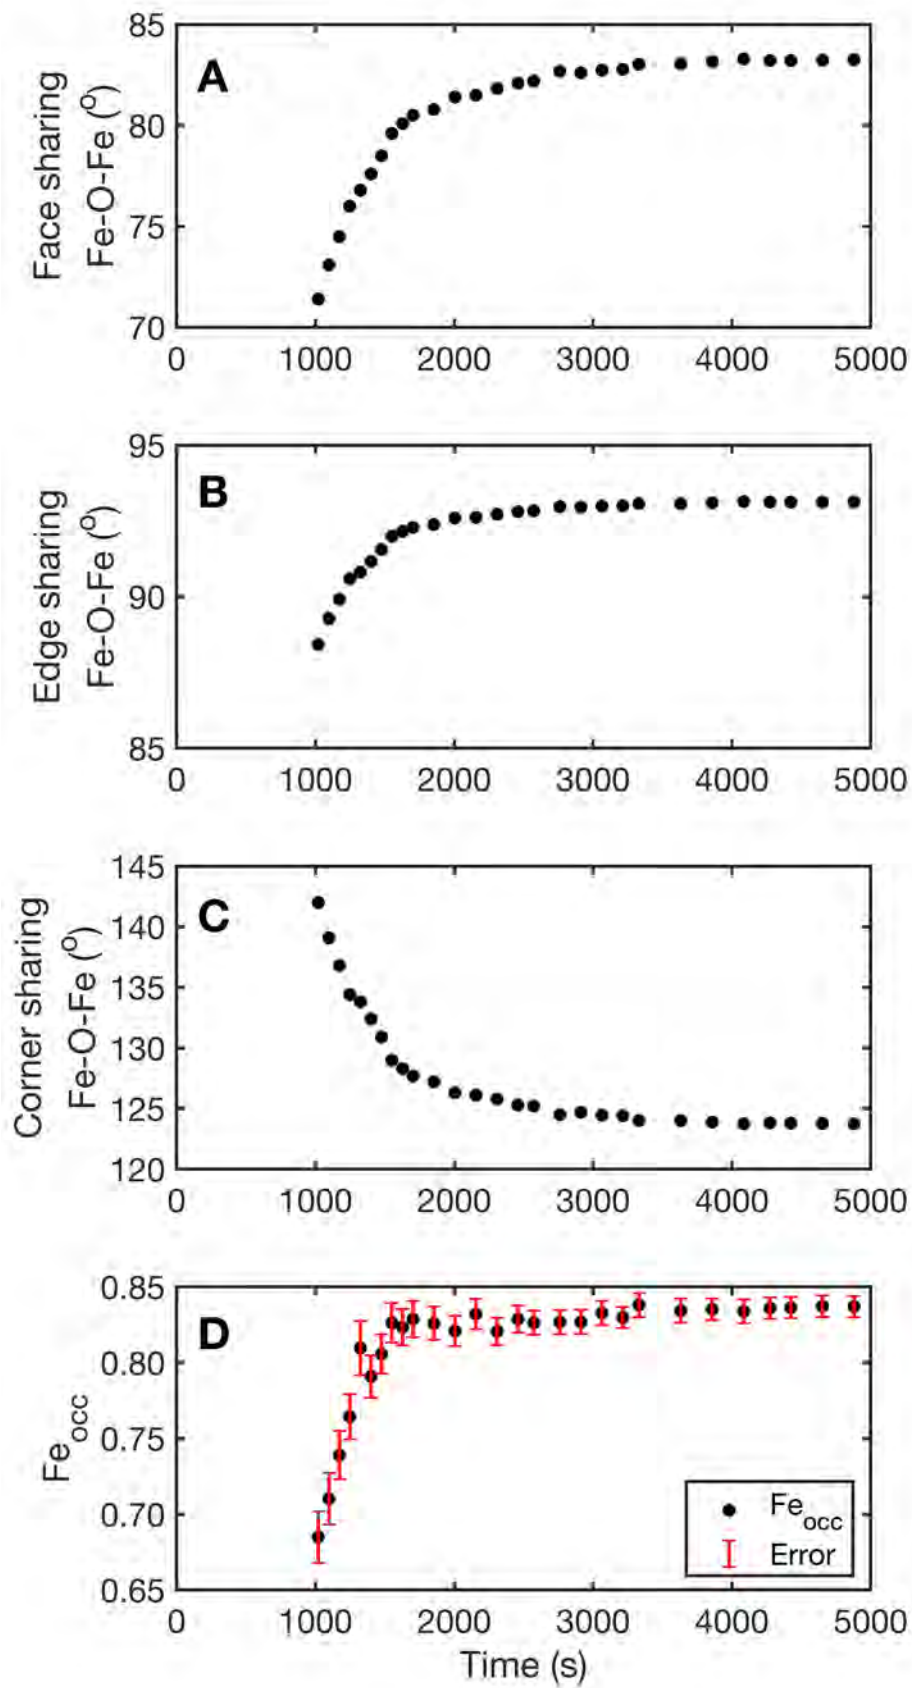 A
Face sharing
Fe-O-Fe (º)
85
80
75
70
0 1000 2000 3000 4000 5000
B
Edge sharing
Fe-O-Fe (º)
95
90
85
0 1000 2000 3000 4000 5000
C
Corner sharing
Fe-O-Fe (º)
145
140
135
130
125
120
0 1000 2000 3000 4000 5000
D
Feocc
0.85
0.80
0.75
0.70
0.65
Feocc
Error
0 1000 2000 3000 4000 5000
Time (s)